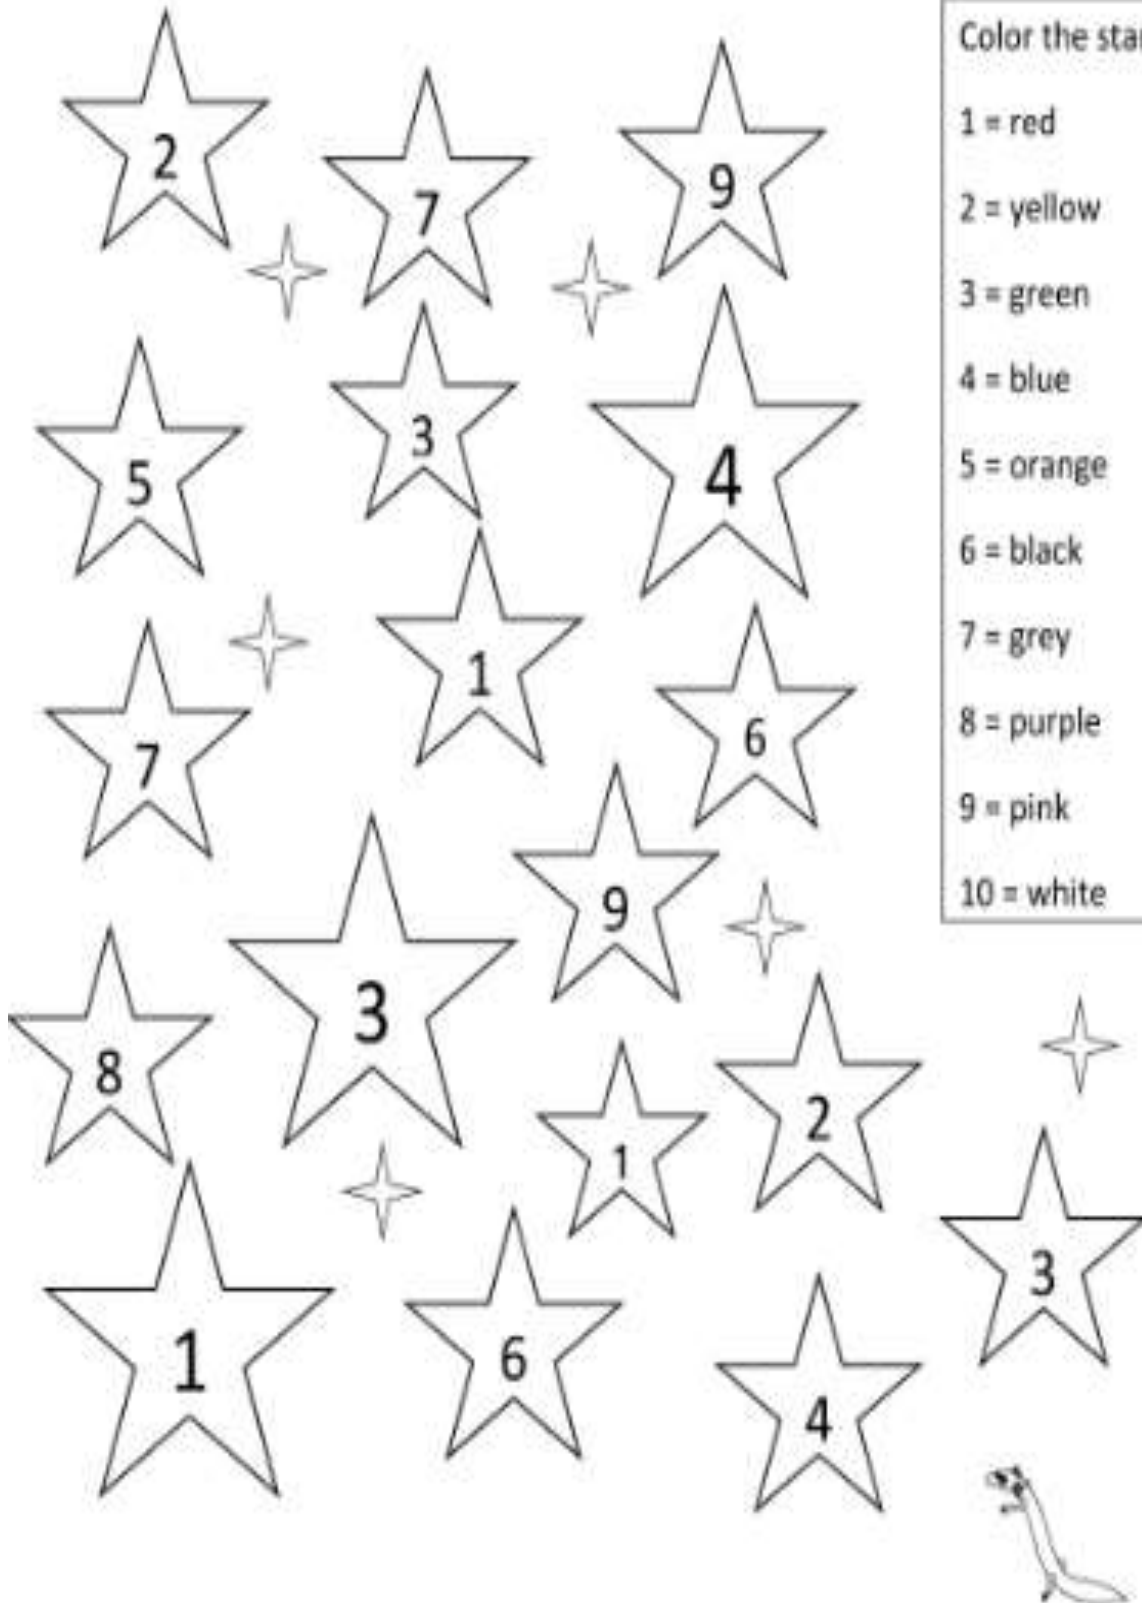 2
7
9
5
3
4
7
1
6
8
3
9
1
2
3
1
6
4
Color the
1 = red
2 = yellow
3 = green
4 = blue
5 = orange
6 = black
7 = grey
8 = purple
9 = pink
10 = white